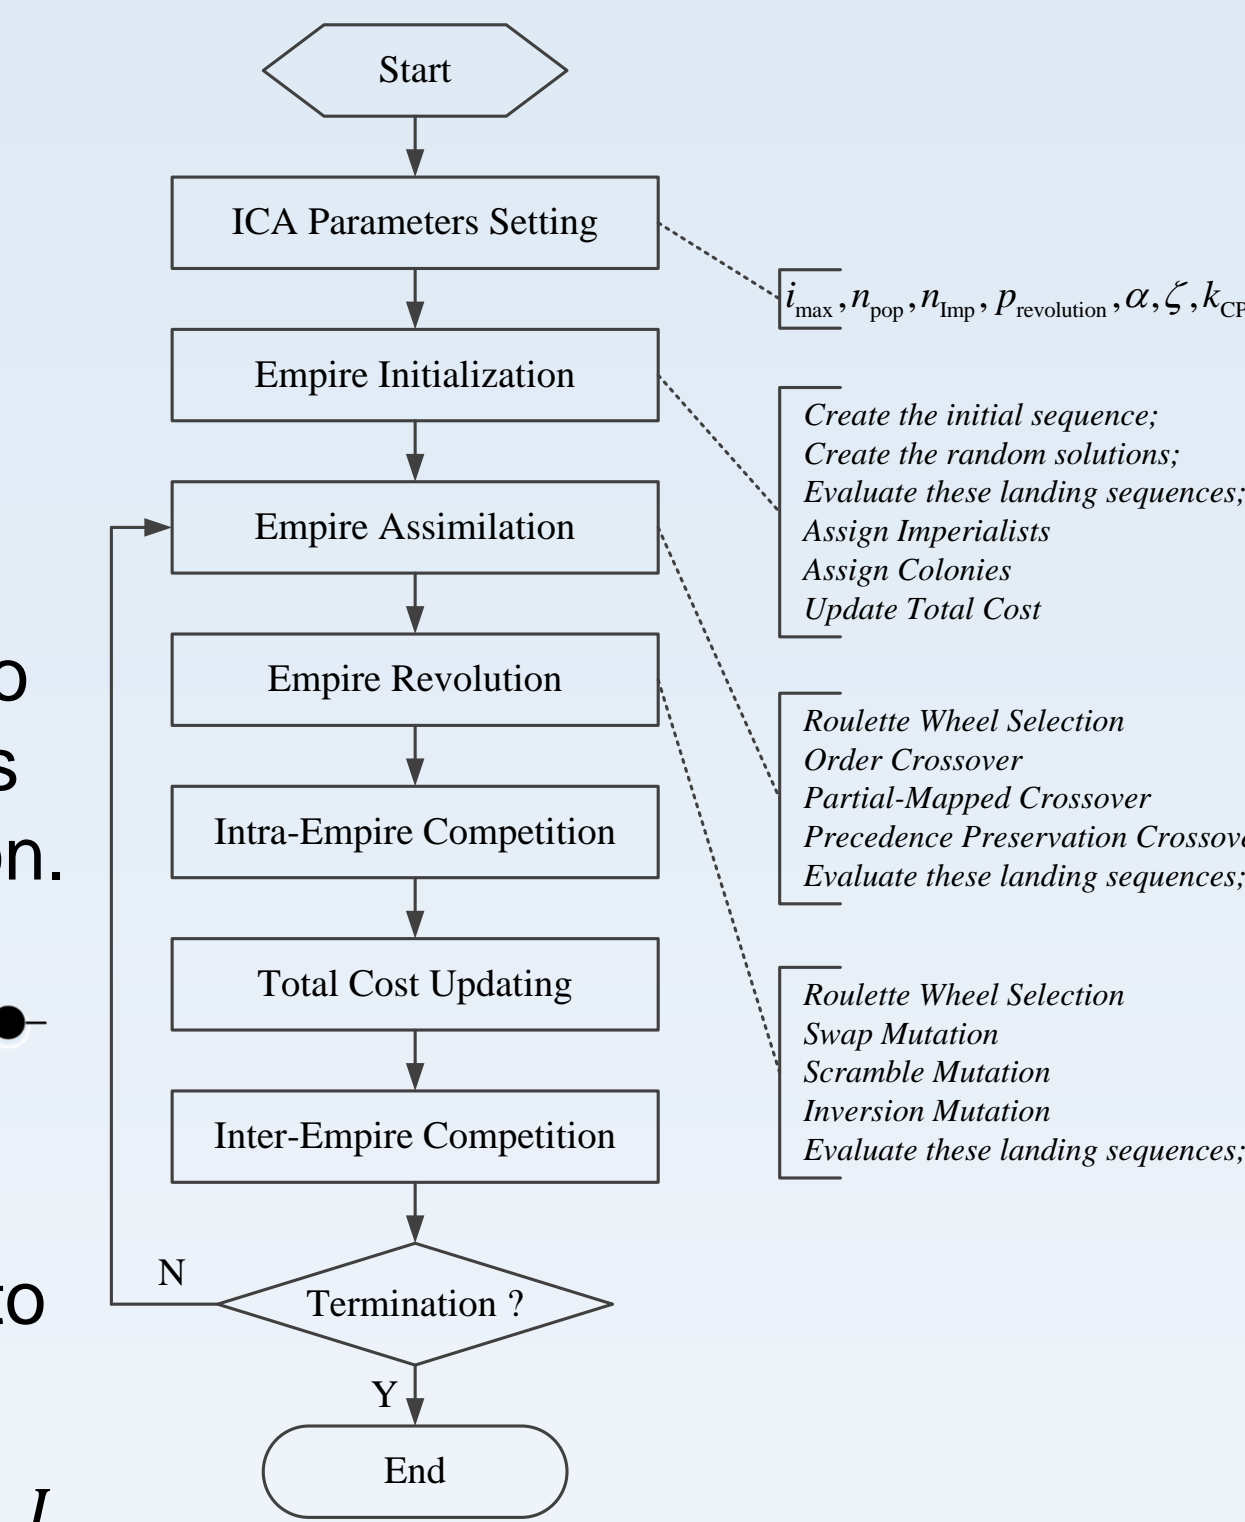 Start
ICA Parameters Setting
i_max, n_pop, n_Imp, p_revolution, α, ζ, k_CP
Empire Initialization
Create the initial sequence;
Create the random solutions;
Evaluate these landing sequences;
Assign Imperialists
Assign Colonies
Update Total Cost
Empire Assimilation
Empire Revolution
Roulette Wheel Selection
Order Crossover
Partial-Mapped Crossover
Precedence Preservation
Evaluate these landing sequences;
Intra-Empire Competition
Total Cost Updating
Roulette Wheel Selection
Swap Mutation
Scramble Mutation
Inversion Mutation
Evaluate these landing sequences;
Inter-Empire Competition
N
Termination ?
to
Y
End